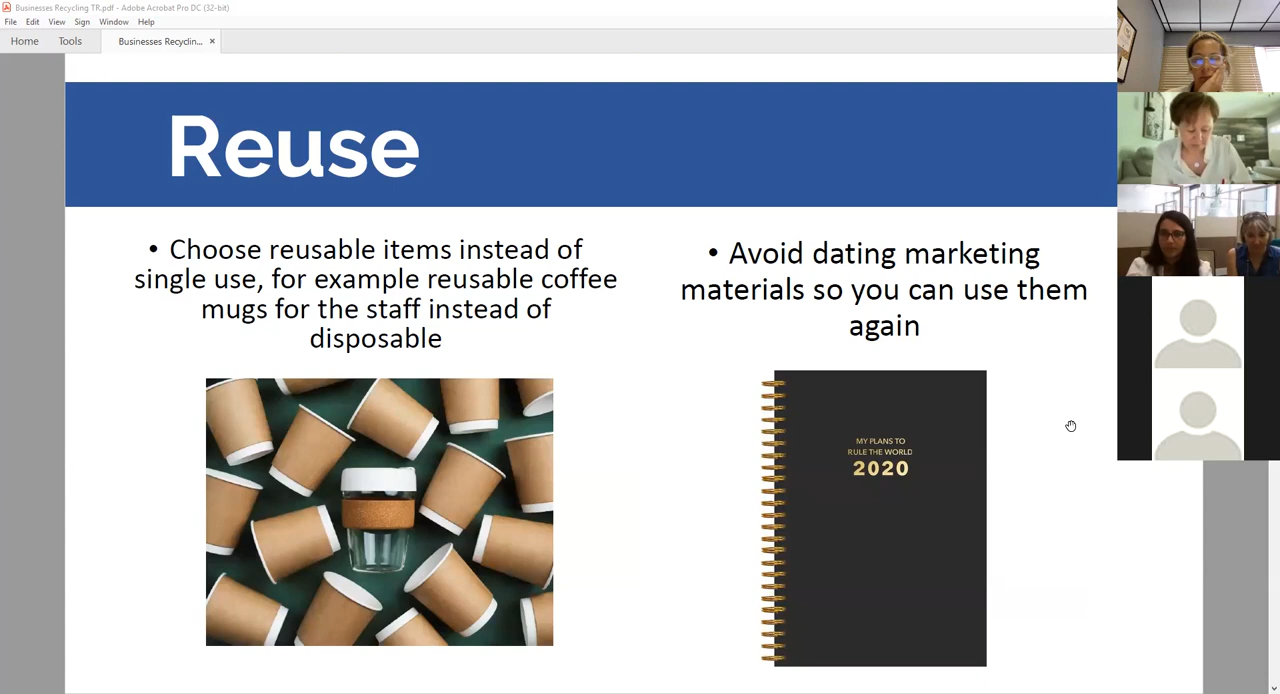 Businesses Recycling TR.pdf - Adobe Acrobat Pro DC (32-bit)
File Edit View Sign Window Help
Home Tools Businesses Recyclin... ×
Reuse
• Choose reusable items instead of
single use, for example reusable coffee
mugs for the staff instead of
disposable
• Avoid dating marketing
materials so you can use them
again
MY PLANS TO
RULE THE WORLD
2020